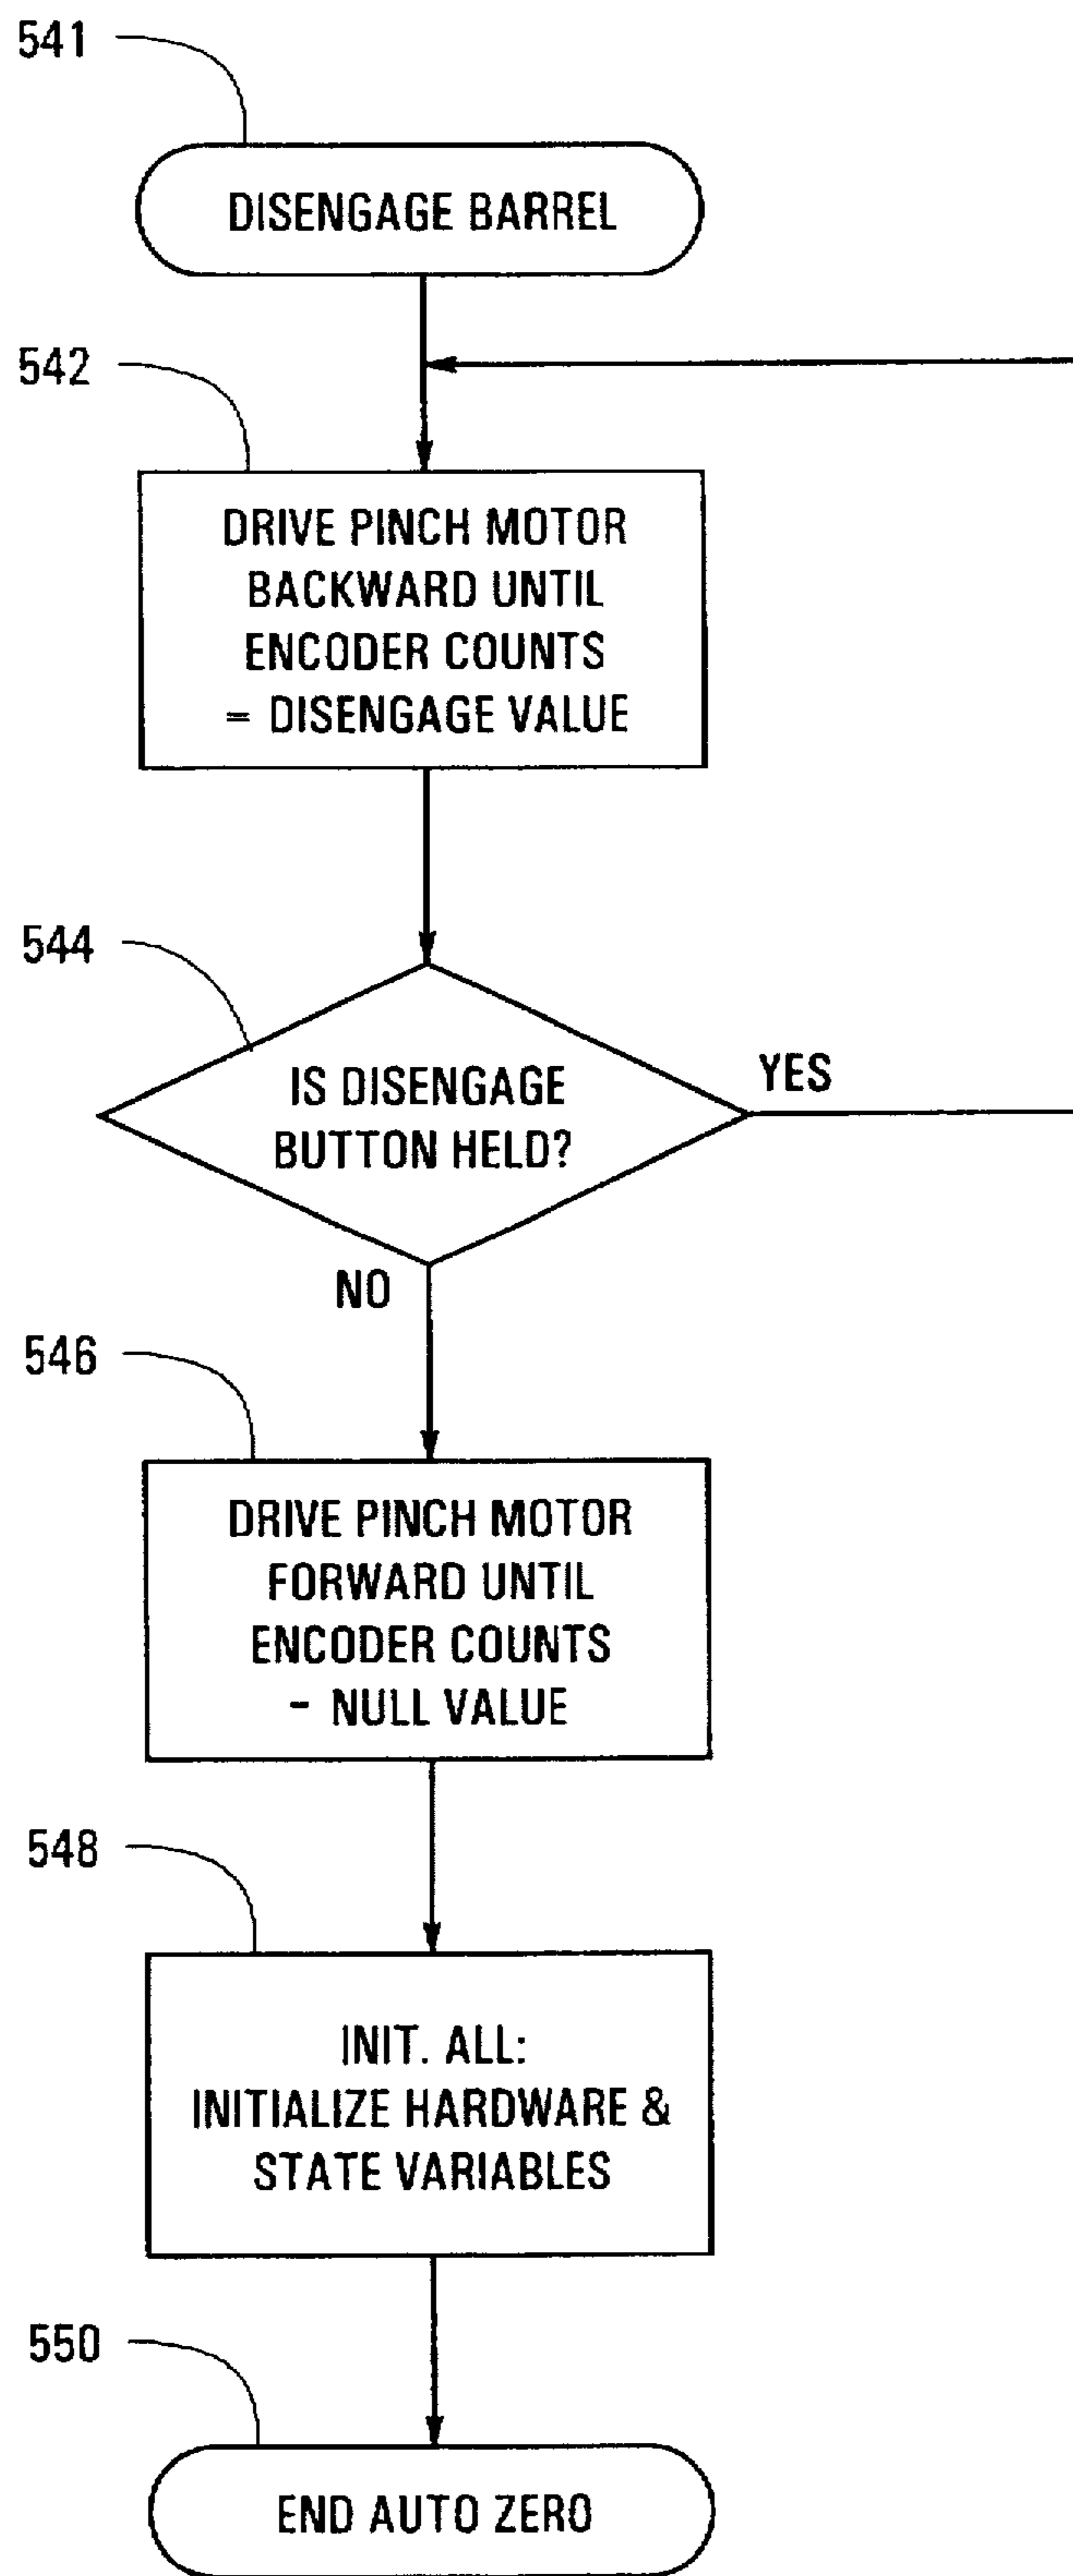 541
DISENGAGE BARREL
542
DRIVE PINCH MOTOR
BACKWARD UNTIL
ENCODER COUNTS
= DISENGAGE VALUE
544
IS DISENGAGE
BUTTON HELD?
YES
NO
546
DRIVE PINCH MOTOR
FORWARD UNTIL
ENCODER COUNTS
- NULL VALUE
548
INIT. ALL:
INITIALIZE HARDWARE &
STATE VARIABLES
550
END AUTO ZERO